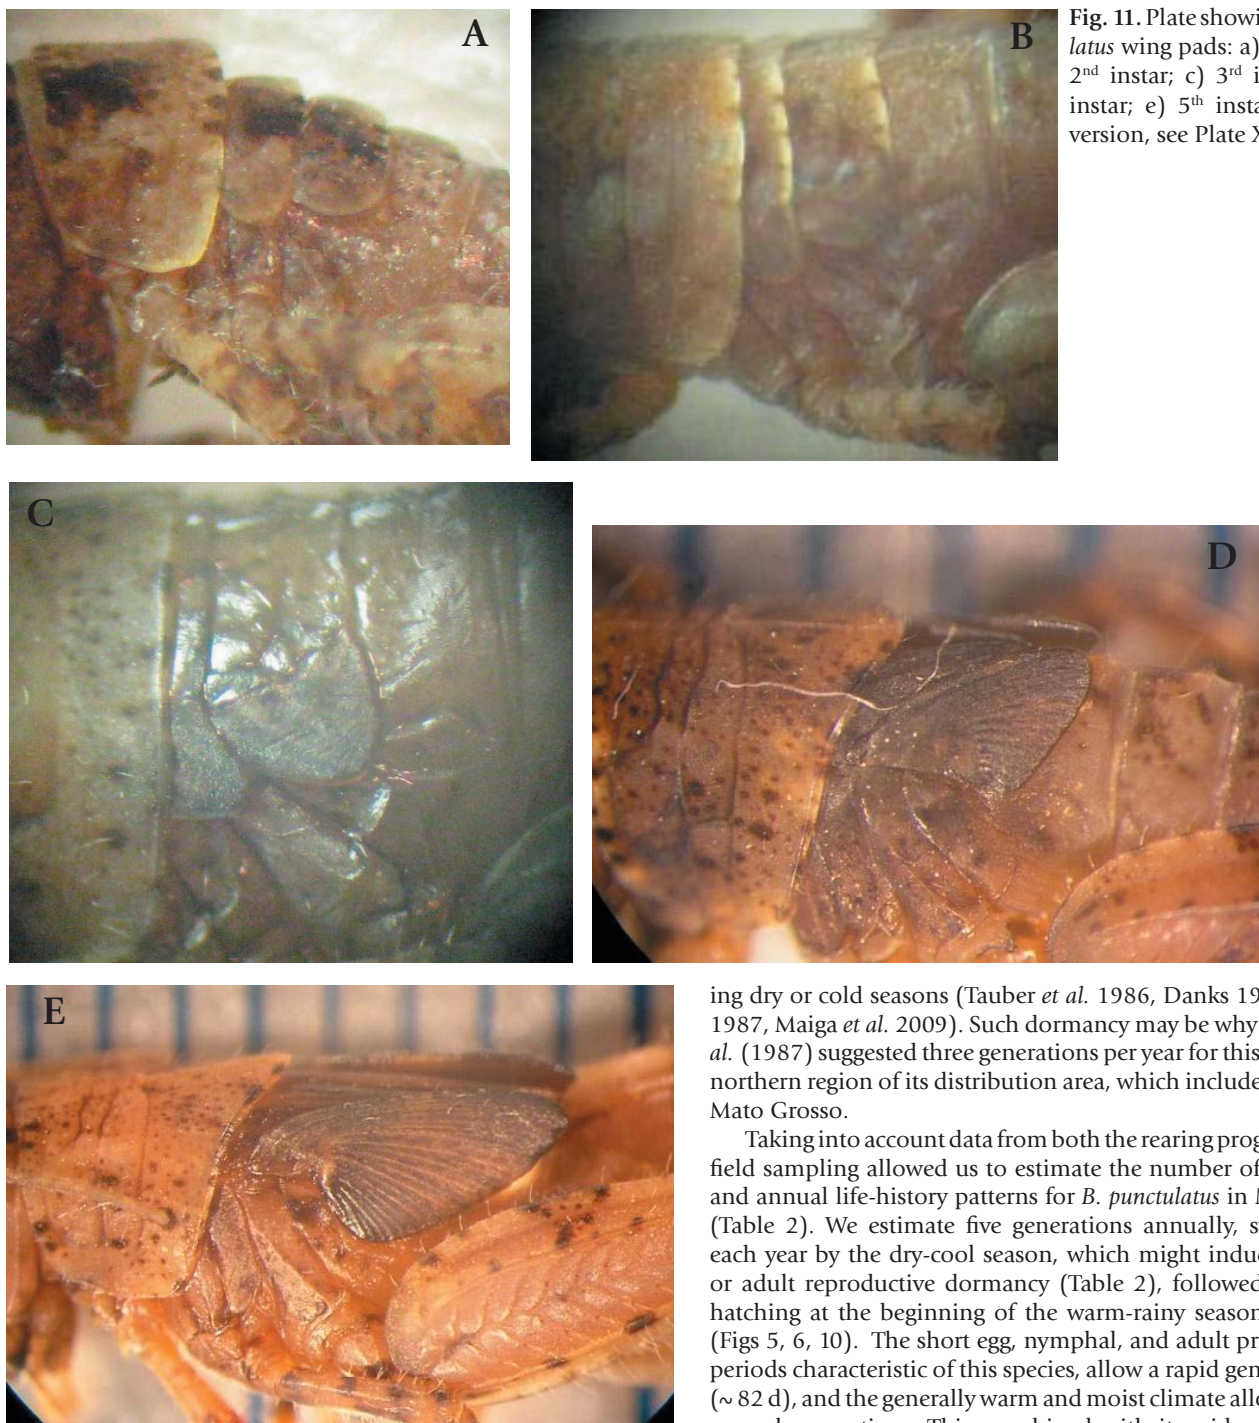 A
B
Fig. 11. Plate showi
latus wing pads: a)
2nd instar; c) 3rd i
instar; e) 5th insta
version, see Plate X
C
D
E
ing dry or cold seasons (Tauber et al. 1986, Danks 19
1987, Maiga et al. 2009). Such dormancy may be why
al. (1987) suggested three generations per year for this
northern region of its distribution area, which include
Mato Grosso.
Taking into account data from both the rearing prog
field sampling allowed us to estimate the number of
and annual life-history patterns for B. punctulatus in
(Table 2). We estimate five generations annually, s
each year by the dry-cool season, which might induc
or adult reproductive dormancy (Table 2), followed
hatching at the beginning of the warm-rainy season
(Figs 5, 6, 10). The short egg, nymphal, and adult pr
periods characteristic of this species, allow a rapid gen
(~ 82 d), and the generally warm and moist climate allo